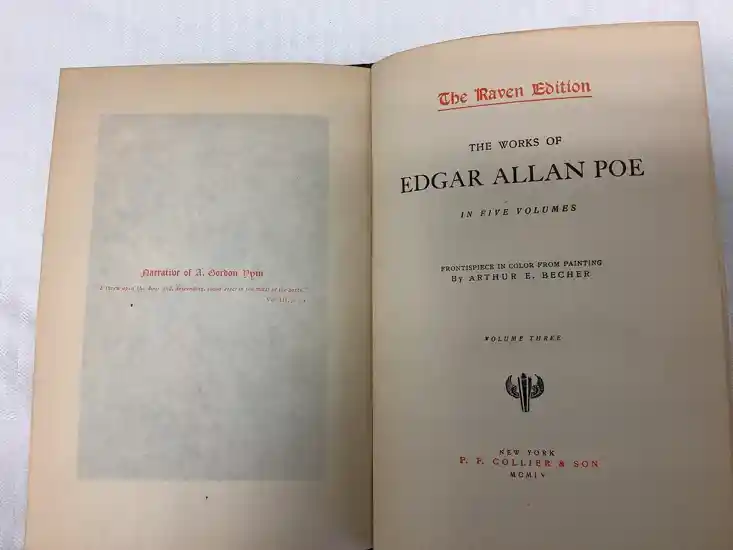 Narrative of A. Gordon Pym
The Raven Edition
THE WORKS OF
EDGAR ALLAN POE
IN FIVE VOLUMES
FRONTISPIECE IN COLOR FROM PAINTING
By ARTHUR E. BECHER
VOLUME THREE
NEW YORK
P. F. COLLIER & SON
MCMIV